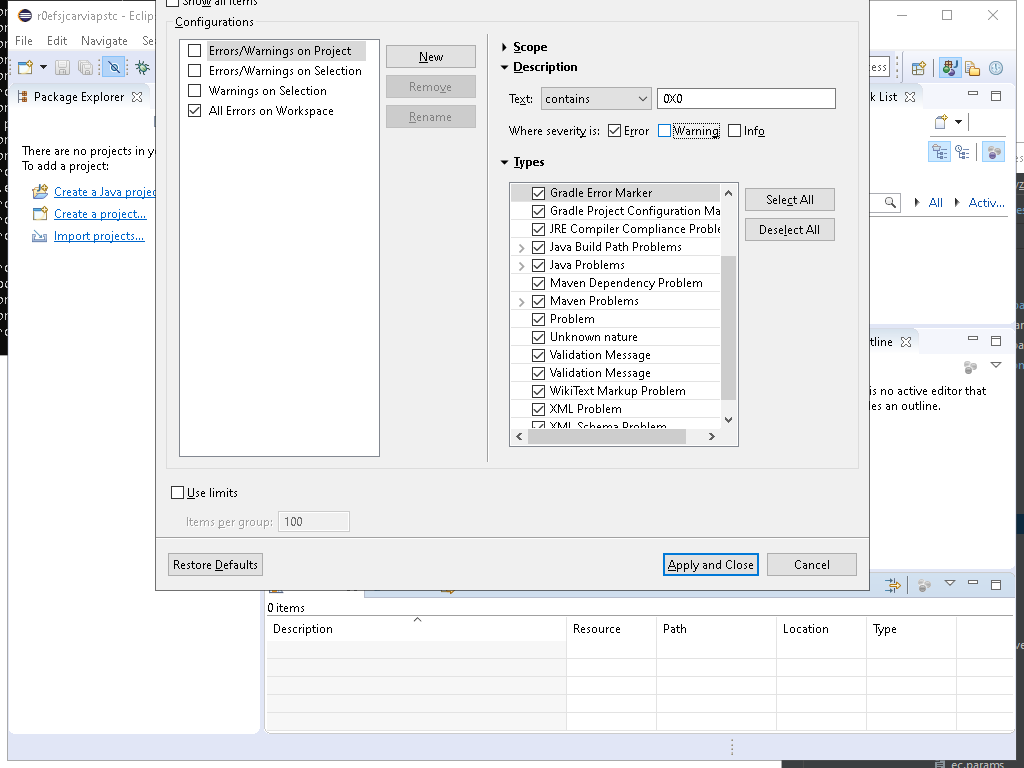 r0efsjcarviapstc - Eclip
Show all items
File Edit Navigate Se
Configurations
Errors/Warnings on Project
Errors/Warnings on Selection
Warnings on Selection
All Errors on Workspace
New
Remove
Rename
Scope
Description
Text: contains 0X0
Where severity is: Error Warning Info
Types
Gradle Error Marker
Gradle Project Configuration Ma
JRE Compiler Compliance Proble
Java Build Path Problems
Java Problems
Maven Dependency Problem
Maven Problems
Problem
Unknown nature
Validation Message
Validation Message
WikiText Markup Problem
XML Problem
XML Schema Problem
Select All
Deselect All
Use limits
Items per group: 100
Restore Defaults
Apply and Close
Cancel
Package Explorer
There are no projects in y
To add a project:
Create a Java projec
Create a project...
Import projects...
ess
k List
All Activ...
tline
is no active editor that
les an outline.
0 items
Description Resource Path Location Type
ec.params